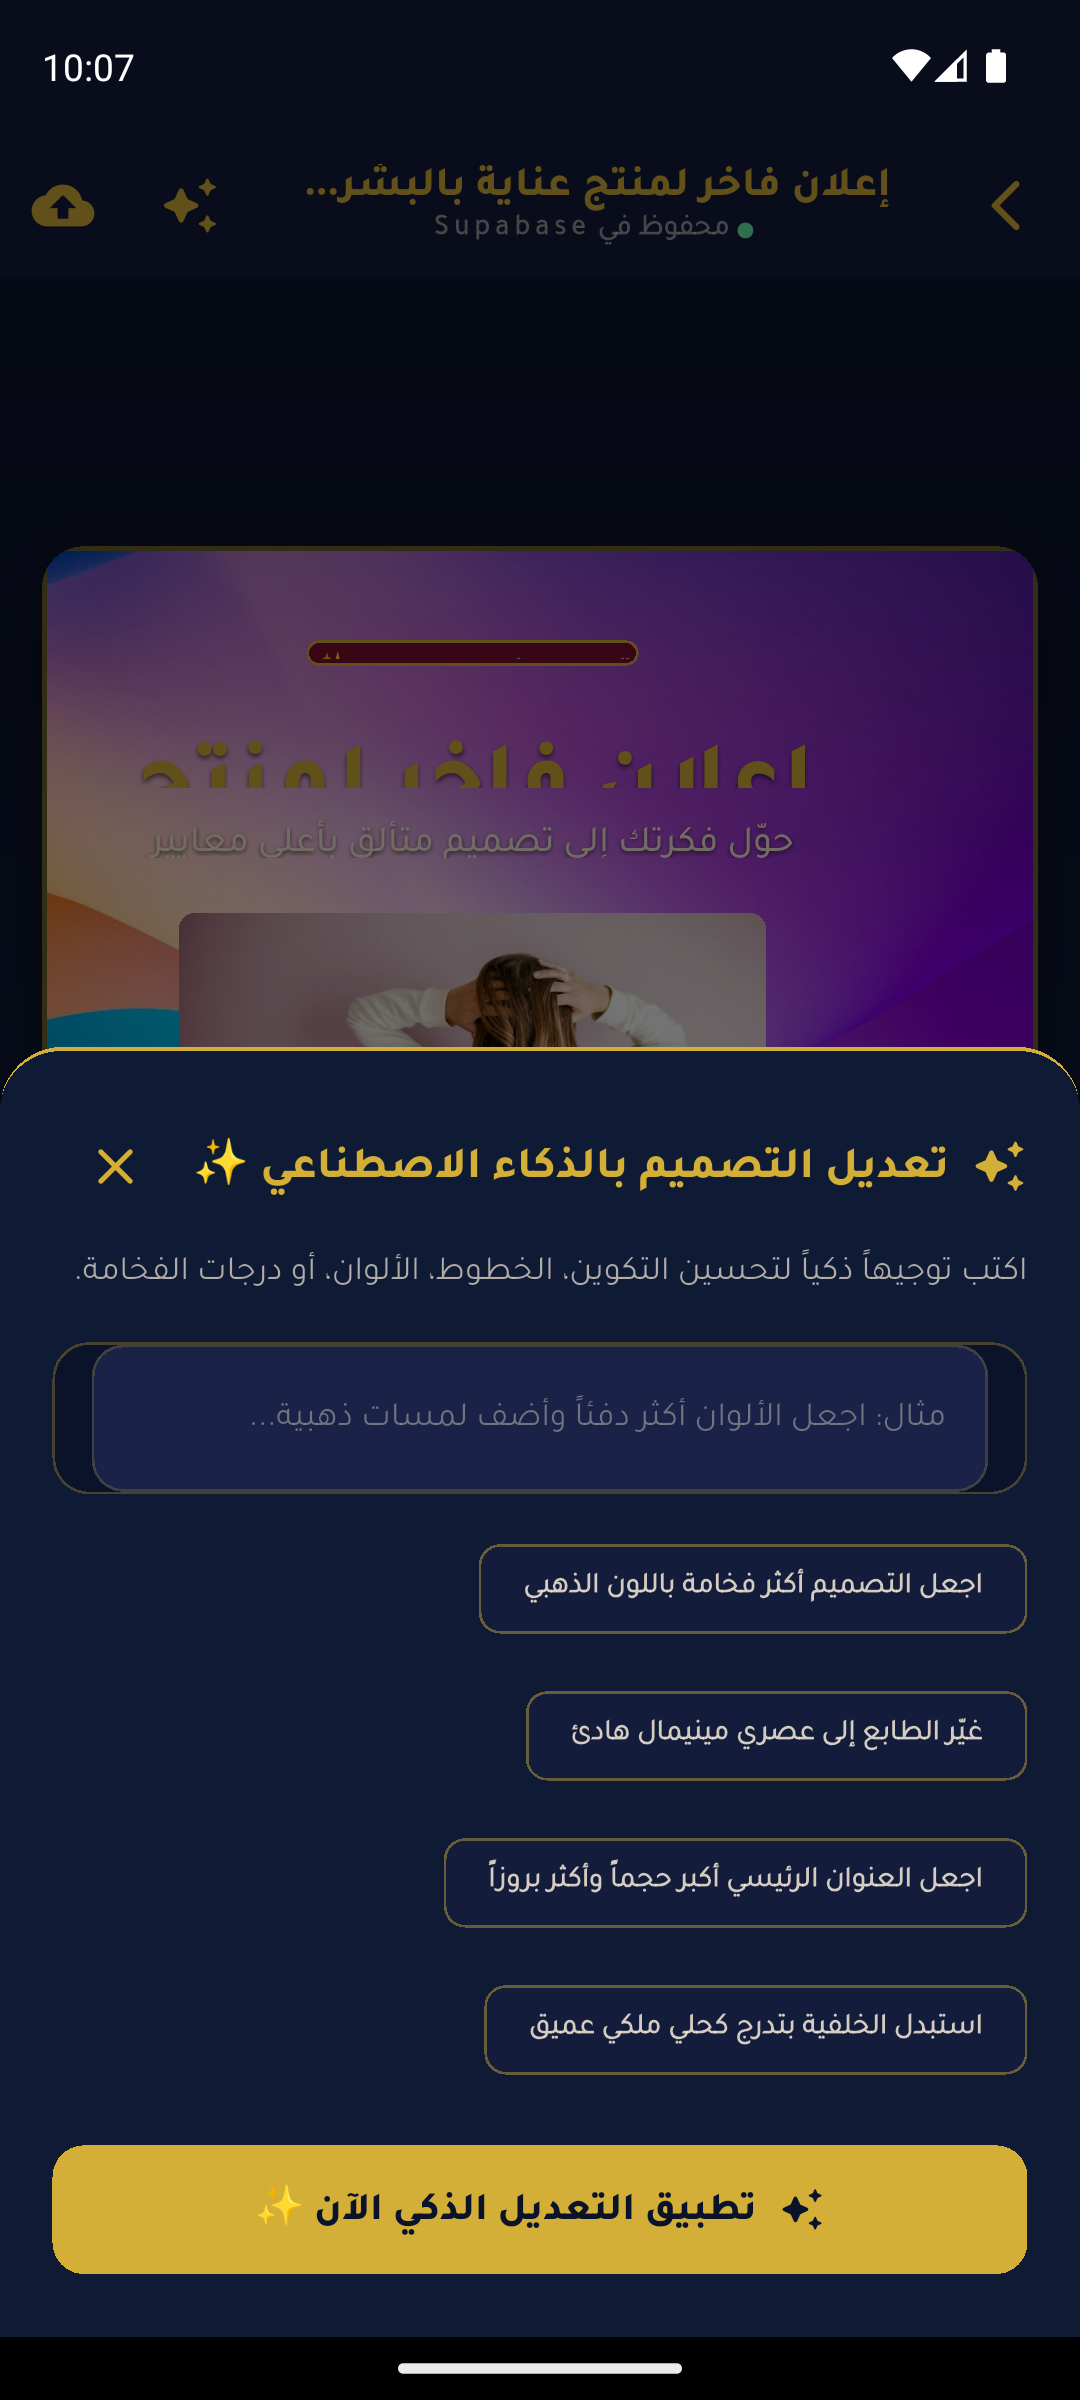 10:07
إعلان فاخر لمنتج عناية بالبشر...
محفوظ في Supabase
إعلان فاخر لمنتج
حوّل فكرتك إلى تصميم متألق بأعلى معايير
تعديل التصميم بالذكاء الاصطناعي ✨
اكتب توجيهاً ذكياً لتحسين التكوين، الخطوط، الألوان، أو درجات الفخامة.
مثال: اجعل الألوان أكثر دفئاً وأضف لمسات ذهبية...
اجعل التصميم أكثر فخامة باللون الذهبي
غيّر الطابع إلى عصري مينيمال هادئ
اجعل العنوان الرئيسي أكبر حجماً وأكثر بروزاً
استبدل الخلفية بتدرج كحلي ملكي عميق
تطبيق التعديل الذكي الآن ✨